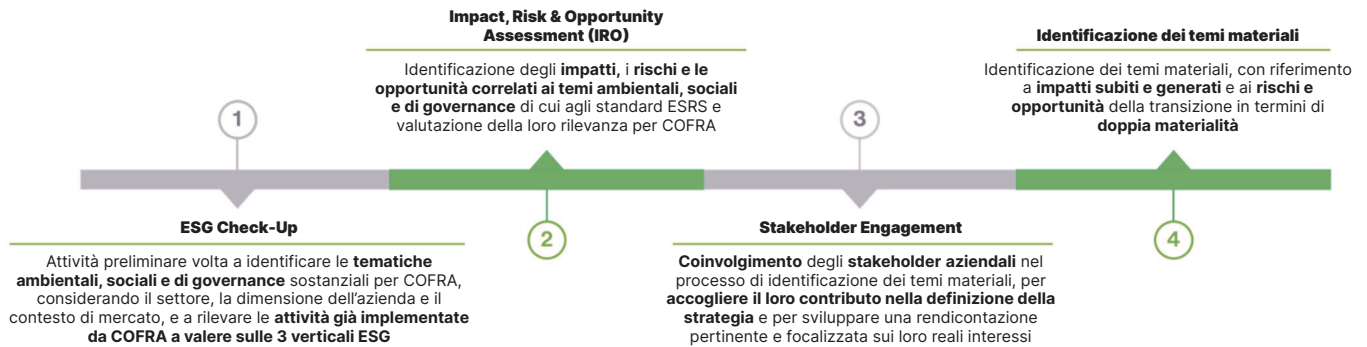 1
ESG Check-Up
Attività preliminare volta a identificare le tematiche
ambientali, sociali e di governance sostanziali per COFRA,
considerando il settore, la dimensione dell'azienda e il
contesto di mercato, e a rilevare le attività già implementate
da COFRA a valere sulle 3 verticali ESG
Impact, Risk & Opportunity
Assessment (IRO)
Identificazione degli impatti, i rischi e le
opportunità correlati ai temi ambientali, sociali
e di governance di cui agli standard ESRS e
valutazione della loro rilevanza per COFRA
2
3
Stakeholder Engagement
Coinvolgimento degli stakeholder aziendali nel
processo di identificazione dei temi materiali, per
accogliere il loro contributo nella definizione della
strategia e per sviluppare una rendicontazione
pertinente e focalizzata sui loro reali interessi
Identificazione dei temi materiali
Identificazione dei temi materiali, con riferimento
a impatti subiti e generati e ai rischi e
opportunità della transizione in termini di
doppia materialità
4